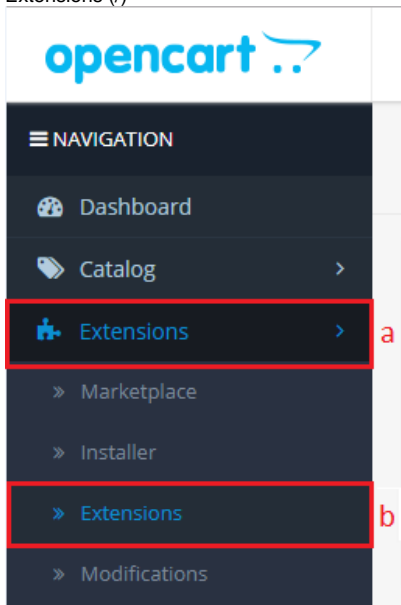 Extensions (/)
opencart
NAVIGATION
Dashboard
Catalog
Extensions
a
Marketplace
Installer
Extensions
b
Modifications